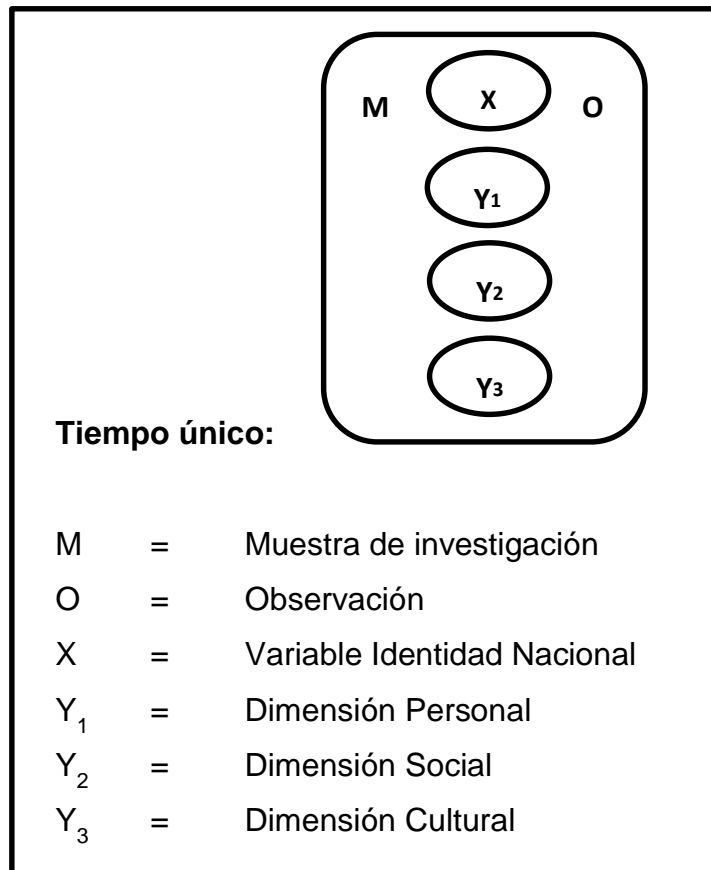 M X O
Y1
Y2
Y3
Tiempo único:
M = Muestra de investigación
O = Observación
X = Variable Identidad Nacional
Y1 = Dimensión Personal
Y2 = Dimensión Social
Y3 = Dimensión Cultural